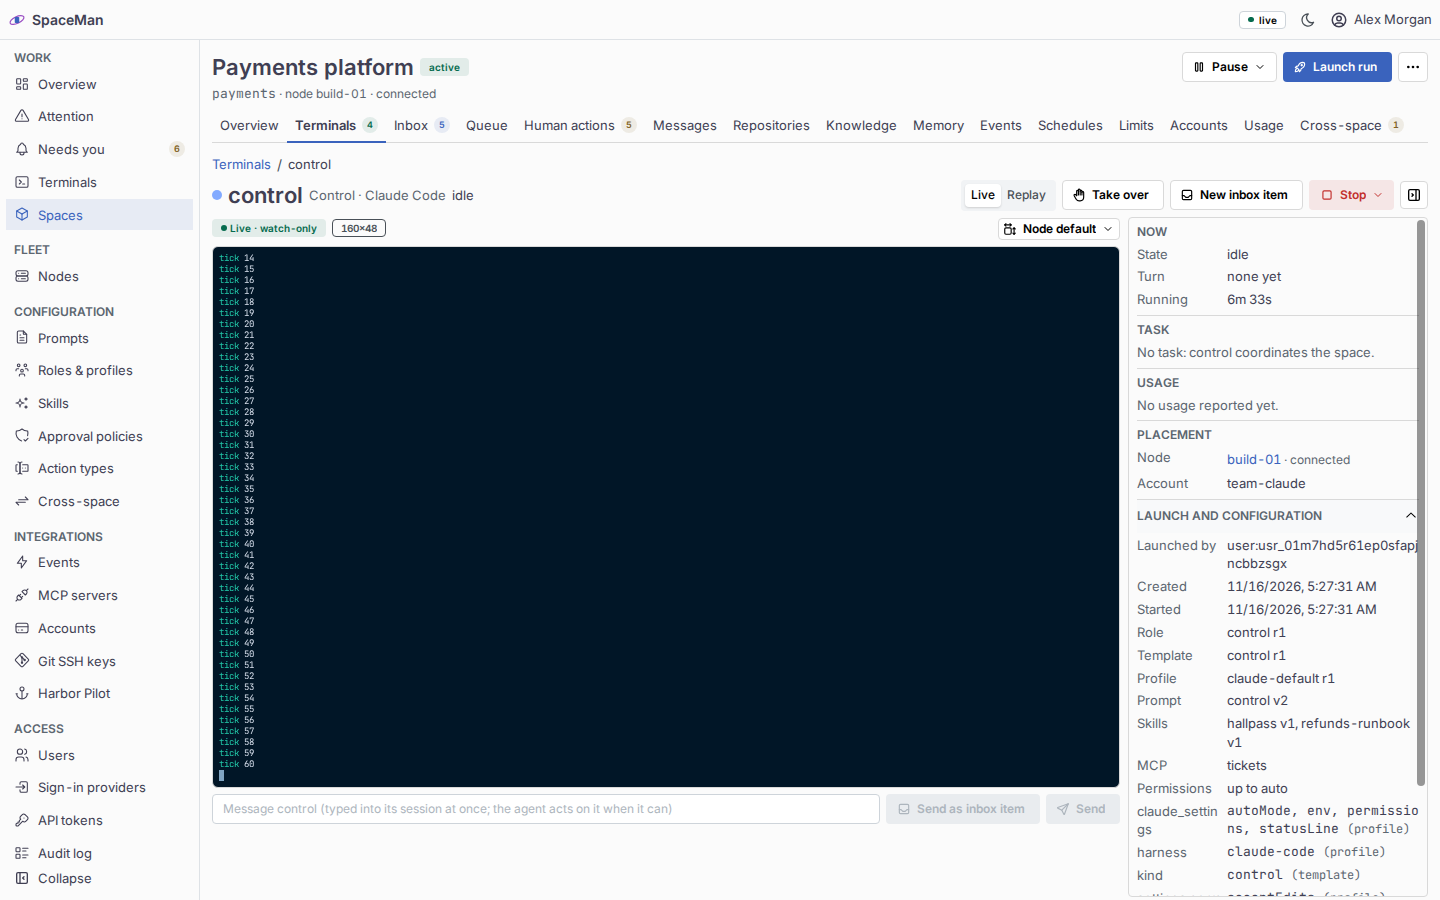 SpaceMan
live
Alex Morgan
WORK
Overview
Attention
Needs you 6
Terminals
Spaces
FLEET
Nodes
CONFIGURATION
Prompts
Roles & profiles
Skills
Approval policies
Action types
Cross-space
INTEGRATIONS
Events
MCP servers
Accounts
Git SSH keys
Harbor Pilot
ACCESS
Users
Sign-in providers
API tokens
Audit log
Collapse
Payments platform active
payments · node build-01 · connected
Pause
Launch run
Overview Terminals 4 Inbox 5 Queue Human actions 5 Messages Repositories Knowledge Memory Events Schedules Limits Accounts Usage Cross-space 1
Terminals / control
control Control · Claude Code idle
Live Replay Take over New inbox item Stop
Live · watch-only 160×48 Node default
tick 14
tick 15
tick 16
tick 17
tick 18
tick 19
tick 20
tick 21
tick 22
tick 23
tick 24
tick 25
tick 26
tick 27
tick 28
tick 29
tick 30
tick 31
tick 32
tick 33
tick 34
tick 35
tick 36
tick 37
tick 38
tick 39
tick 40
tick 41
tick 42
tick 43
tick 44
tick 45
tick 46
tick 47
tick 48
tick 49
tick 50
tick 51
tick 52
tick 53
tick 54
tick 55
tick 56
tick 57
tick 58
tick 59
tick 60
Message control (typed into its session at once; the agent acts on it when it can)
Send as inbox item
Send
NOW
State idle
Turn none yet
Running 6m 33s
TASK
No task: control coordinates the space.
USAGE
No usage reported yet.
PLACEMENT
Node build-01 · connected
Account team-claude
LAUNCH AND CONFIGURATION
Launched by user:usr_01m7hd5r61ep0sfapj
ncbbzsgx
Created 11/16/2026, 5:27:31 AM
Started 11/16/2026, 5:27:31 AM
Role control r1
Template control r1
Profile claude-default r1
Prompt control v2
Skills hallpass v1, refunds-runbook
v1
MCP tickets
Permissions up to auto
claude_settin autoMode, env, permissio
gs ns, statusLine (profile)
harness claude-code (profile)
kind control (template)